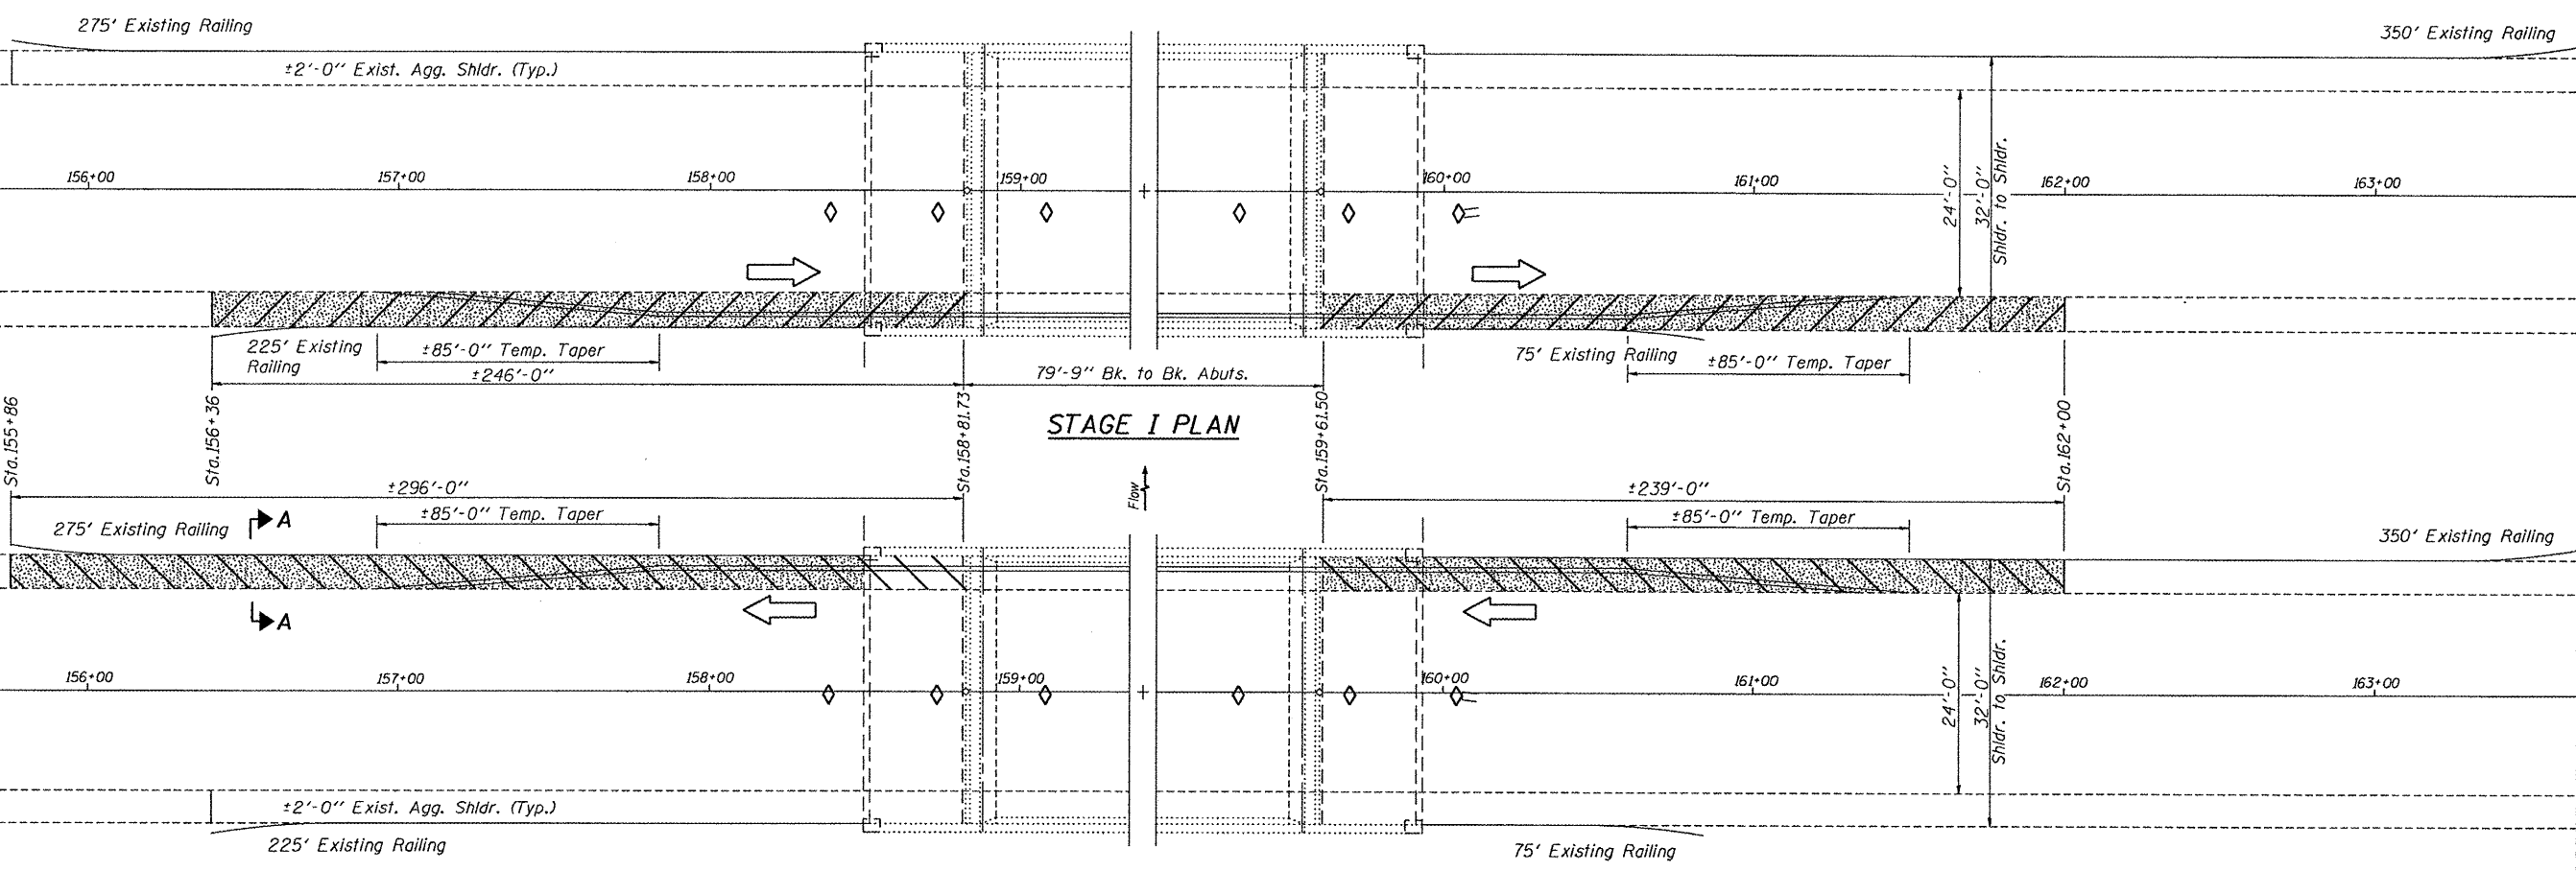 275' Existing Railing
350' Existing Railing
±2'-0" Exist. Agg. Shldr. (Typ.)
156+00
157+00
158+00
159+00
160+00
161+00
162+00
163+00
24'-0"
32'-0"
Shldr. to Shldr.
225' Existing
Railing
±85'-0" Temp. Taper
±246'-0"
79'-9" Bk. to Bk. Abuts.
75' Existing Railing
±85'-0" Temp. Taper
STAGE I PLAN
Sta.155+86
Sta.156+36
Sta.158+81.73
Sta.159+61.50
Sta.162+00
Flow
±296'-0"
±239'-0"
275' Existing Railing
A
±85'-0" Temp. Taper
±85'-0" Temp. Taper
350' Existing Railing
A
156+00
157+00
158+00
159+00
160+00
161+00
162+00
163+00
24'-0"
32'-0"
Shldr. to Shldr.
±2'-0" Exist. Agg. Shldr. (Typ.)
225' Existing Railing
75' Existing Railing